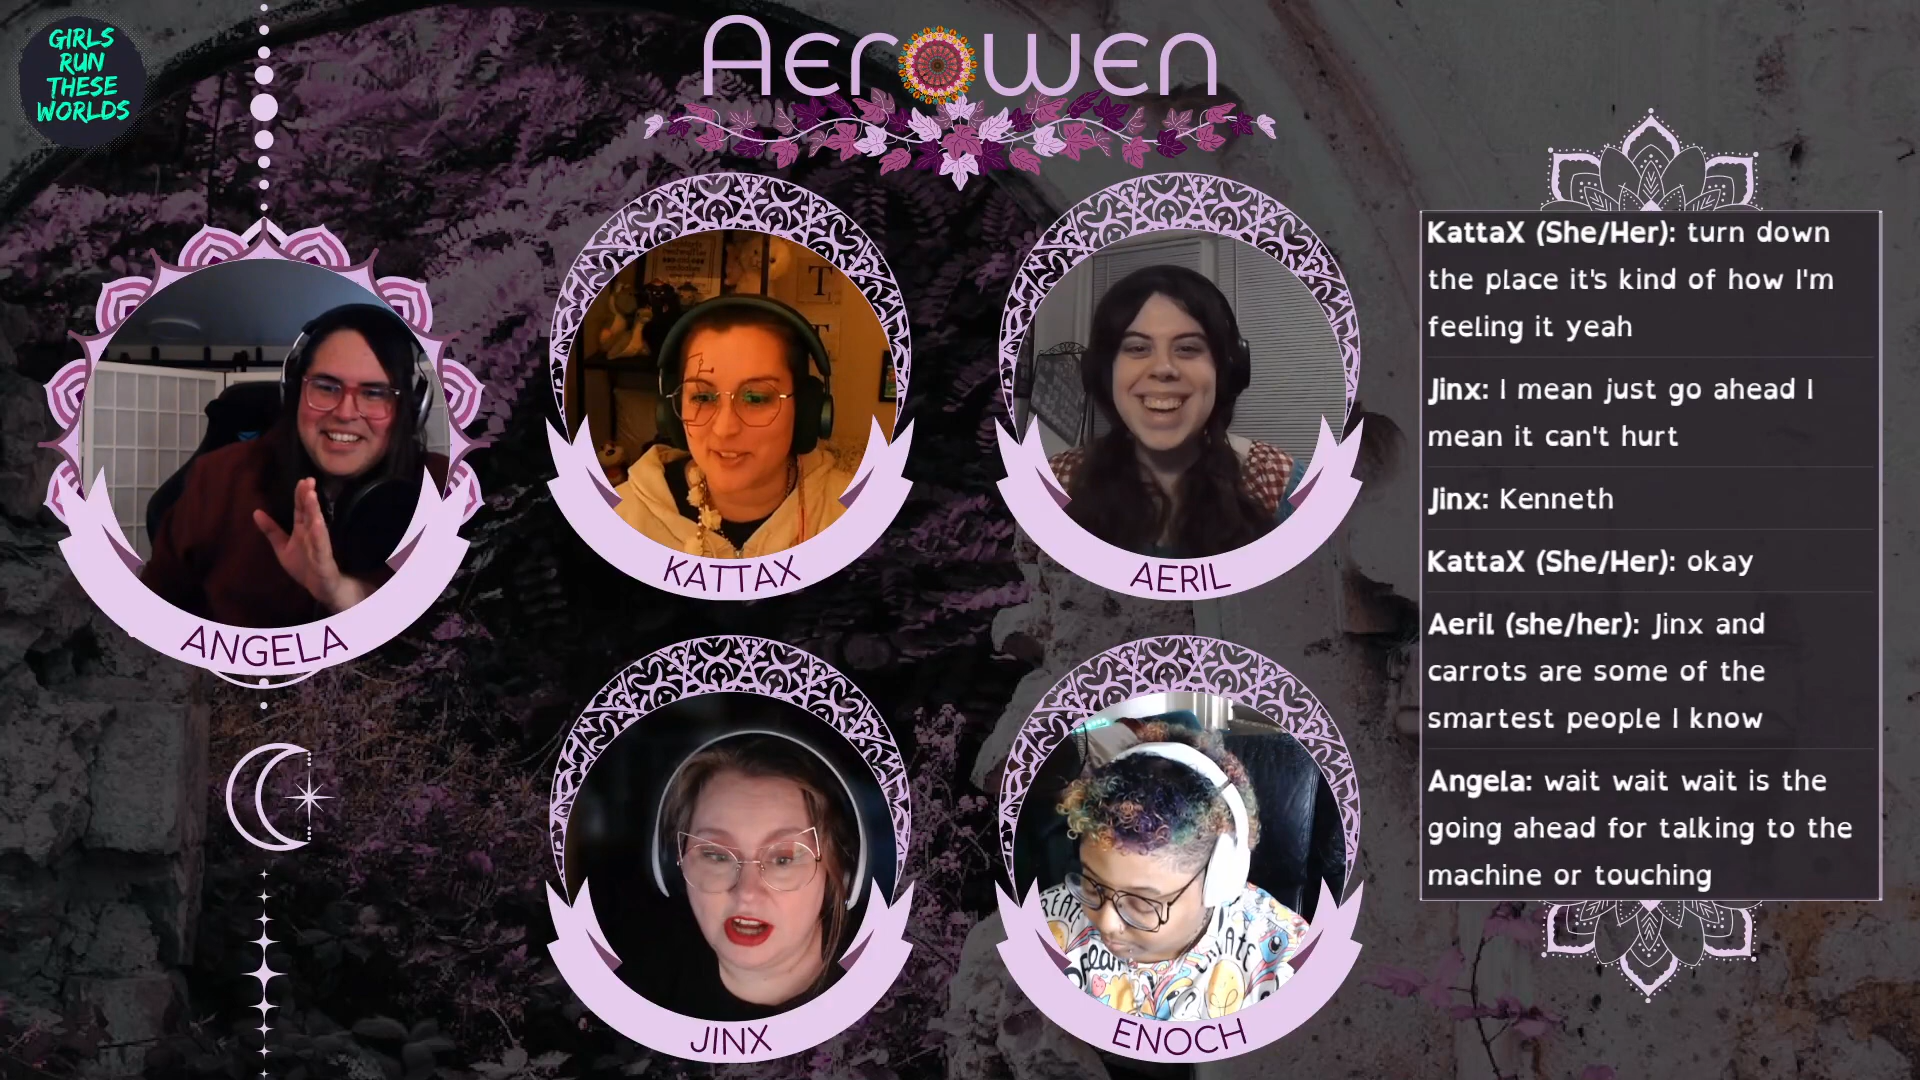 GIRLS
RUN
THESE
WORLDS
AEROWEN
ANGELA
KATTAX
AERIL
JINX
ENOCH
KattaX (She/Her): turn down
the place it's kind of how I'm
feeling it yeah
Jinx: I mean just go ahead I
mean it can't hurt
Jinx: Kenneth
KattaX (She/Her): okay
Aeril (she/her): Jinx and
carrots are some of the
smartest people I know
Angela: wait wait wait is the
going ahead for talking to the
machine or touching